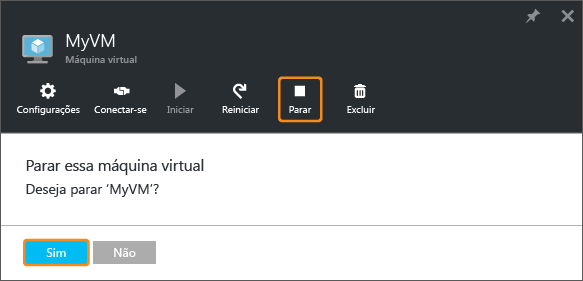 MyVM
Máquina virtual
Configurações Conectar-se Iniciar Reiniciar Parar Excluir
Parar essa máquina virtual
Deseja parar ‘MyVM’?
Sim Não